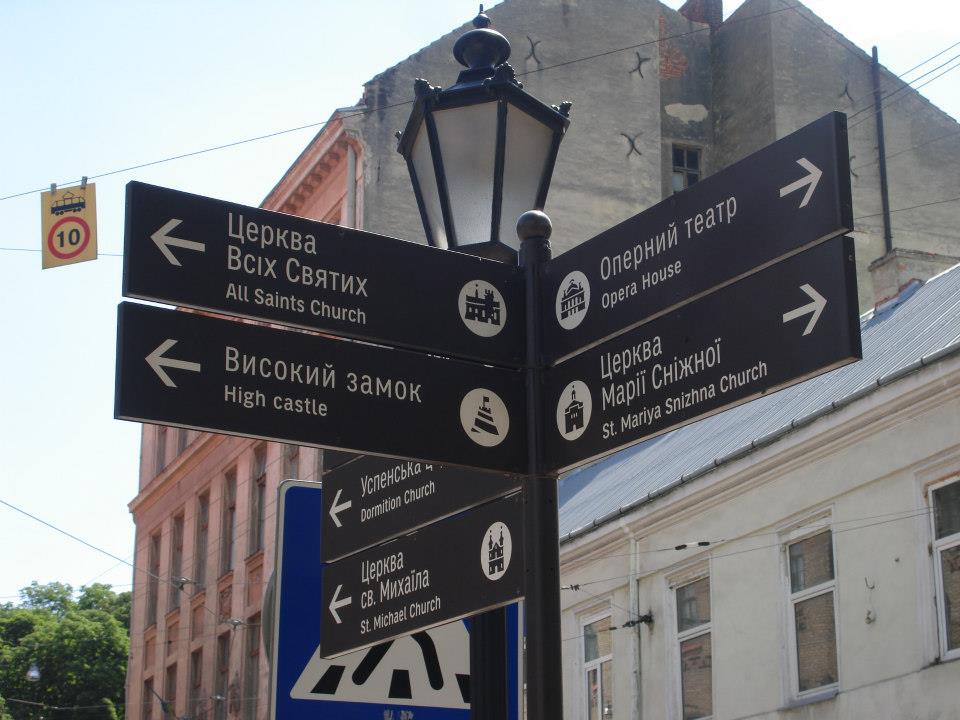 10
Церква
Всіх Святих
All Saints Church
Високий замок
High castle
Оперний театр
Opera House
Церква
Марії Сніжної
St. Mariya Snizhna Church
Успенська ц
Dormition Church
Церква
св. Михаїла
St. Michael Church